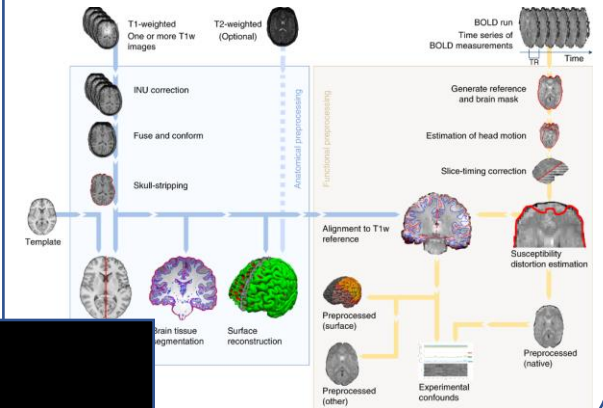 T1-weighted
One or more T1w
images
T2-weighted
(Optional)
BOLD run
Time series of
BOLD measurements
TR
Time
INU correction
Fuse and conform
Skull-stripping
Anatomical preprocessing
Functional preprocessing
Generate reference
and brain mask
Estimation of head motion
Slice-timing correction
Template
Alignment to T1w
reference
Susceptibility
distortion estimation
Brain tissue
segmentation
Surface
reconstruction
Preprocessed
(surface)
Preprocessed
(other)
Experimental
confounds
Preprocessed
(native)